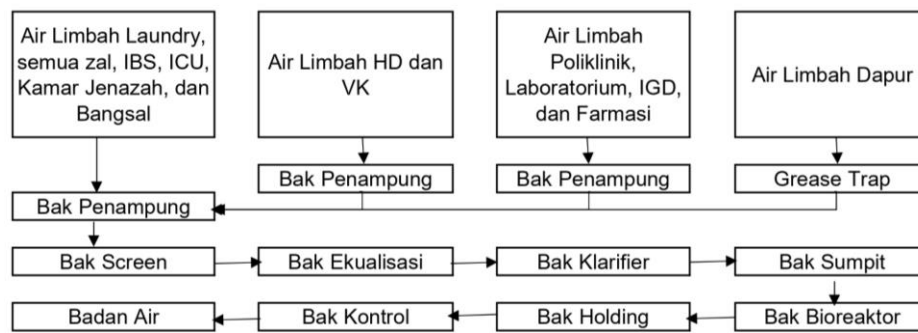 Air Limbah Laundry,
semua zal, IBS, ICU,
Kamar Jenazah, dan
Bangsal
Air Limbah HD dan
VK
Air Limbah
Poliklinik,
Laboratorium, IGD,
dan Farmasi
Air Limbah Dapur
Bak Penampung
Bak Penampung
Grease Trap
Bak Penampung
Bak Screen
Bak Ekualisasi
Bak Klarifier
Bak Sumpit
Badan Air
Bak Kontrol
Bak Holding
Bak Bioreaktor